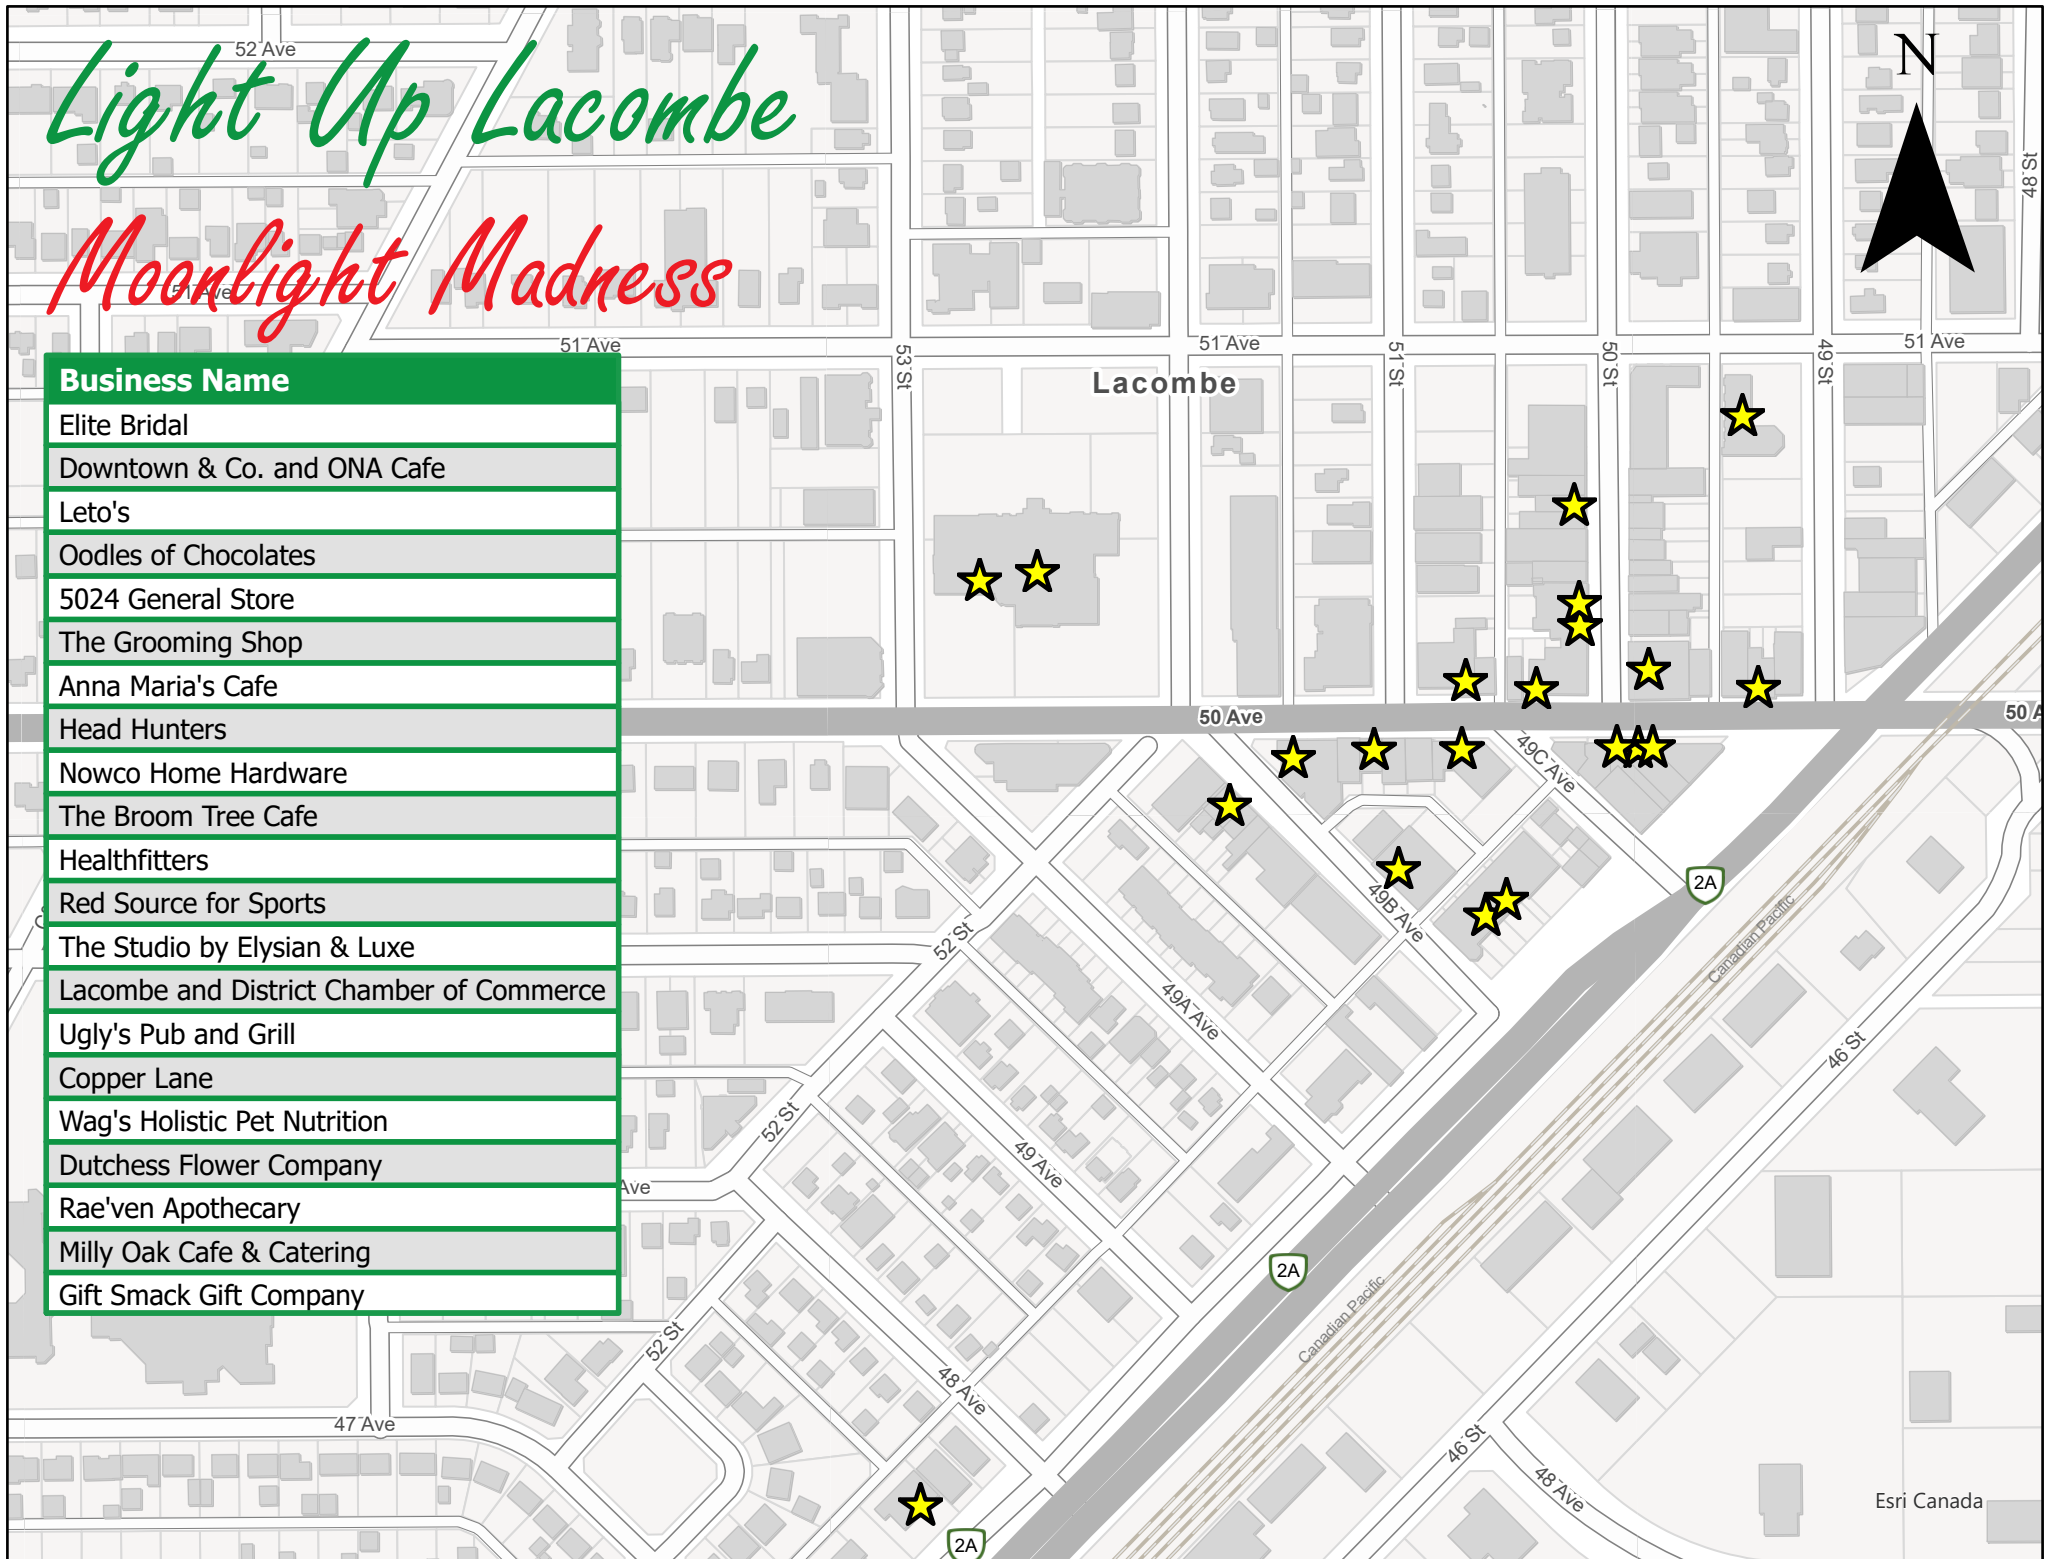 52 Ave
Light Up Lacombe
N
48 St
Moonlight Madness
51 Ave
51 Ave
51 Ave
51 Ave
53 St
51 St
50 St
49 St
Lacombe
Business Name
Elite Bridal
Downtown & Co. and ONA Cafe
Leto's
Oodles of Chocolates
5024 General Store
The Grooming Shop
Anna Maria's Cafe
Head Hunters
Nowco Home Hardware
The Broom Tree Cafe
Healthfitters
Red Source for Sports
The Studio by Elysian & Luxe
Lacombe and District Chamber of Commerce
Ugly's Pub and Grill
Copper Lane
Wag's Holistic Pet Nutrition
Dutchess Flower Company
Rae'ven Apothecary
Milly Oak Cafe & Catering
Gift Smack Gift Company
50 Ave
50 A
49C Ave
2A
49B Ave
52 St
Canadian Pacific
49A Ave
46 St
52 St
49 Ave
Ave
2A
Canadian Pacific
52 St
48 Ave
47 Ave
46 St
48 Ave
Esri Canada
2A